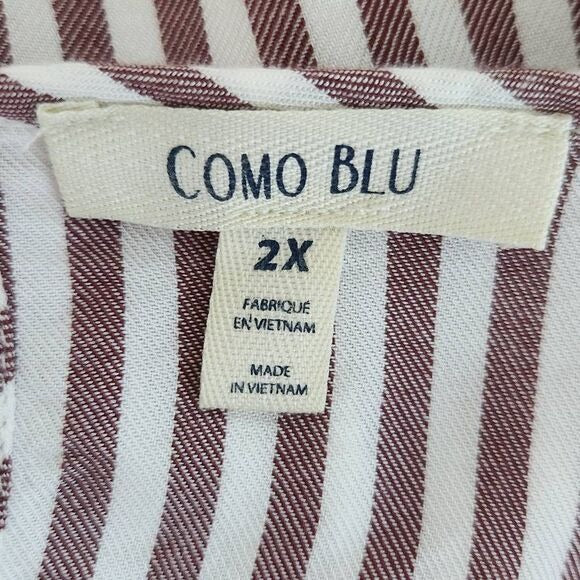 COMO BLU
2X
FABRIQUÉ
EN VIETNAM
MADE
IN VIETNAM